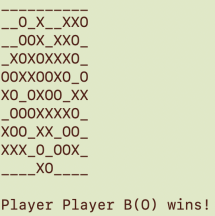 __________
__O_X__XXO
__OOX_XXO_
_XOXOXXXO_
OOXXOOXO_O
XO_OXOO_XX
_OOOXXXXO_
XOO_XX_OO_
XXX_O_OOX_
____XO____
Player Player B(O) wins!